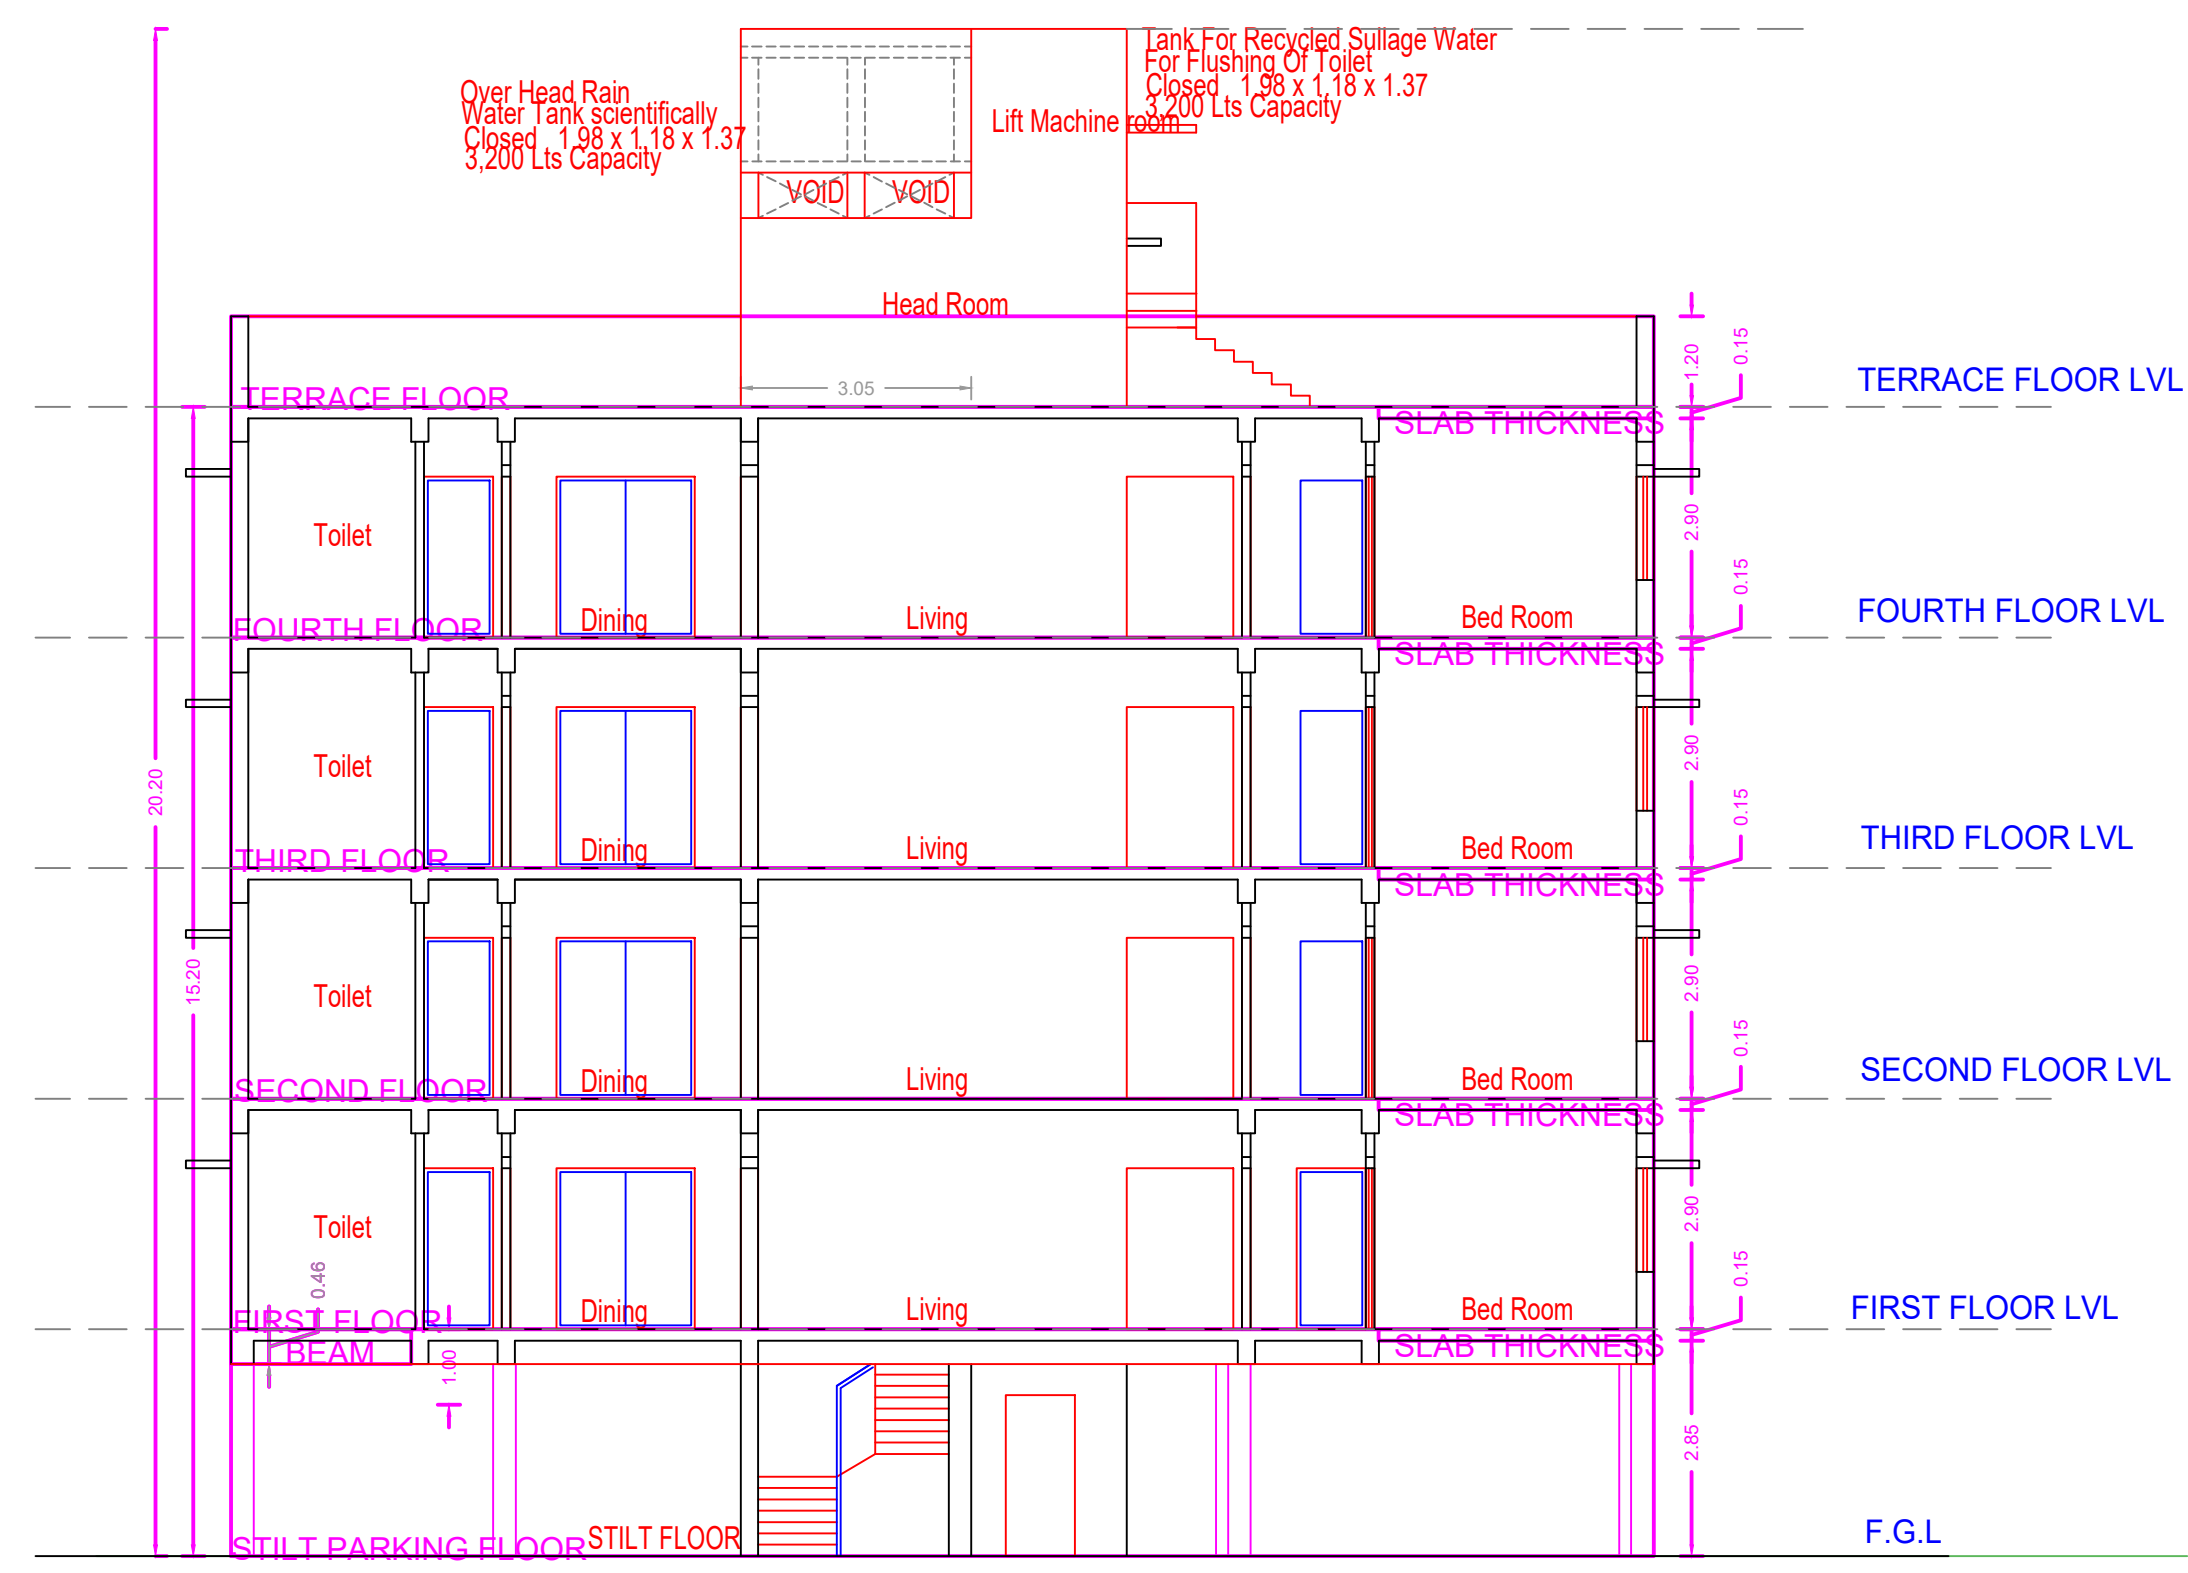 Tank For Recycled Sullage Water
For Flushing Of Toilet
Closed 1.98 x 1.18 x 1.37
3,200 Lts Capacity
Over Head Rain
Water Tank scientifically
Closed 1.98 x 1.18 x 1.37
3,200 Lts Capacity
Lift Machine room
VOID VOID
Head Room
1.20
0.15
3.05
TERRACE FLOOR
TERRACE FLOOR LVL
SLAB THICKNESS
2.90
Toilet
0.15
Dining
Living
Bed Room
FOURTH FLOOR
FOURTH FLOOR LVL
SLAB THICKNESS
2.90
Toilet
20.20
0.15
Dining
Living
Bed Room
THIRD FLOOR
THIRD FLOOR LVL
SLAB THICKNESS
15.20
2.90
Toilet
0.15
Dining
Living
Bed Room
SECOND FLOOR
SECOND FLOOR LVL
SLAB THICKNESS
2.90
Toilet
0.46
0.15
Dining
Living
Bed Room
FIRST FLOOR
FIRST FLOOR LVL
BEAM
SLAB THICKNESS
1.00
2.85
STILT PARKING FLOOR
STILT FLOOR
F.G.L